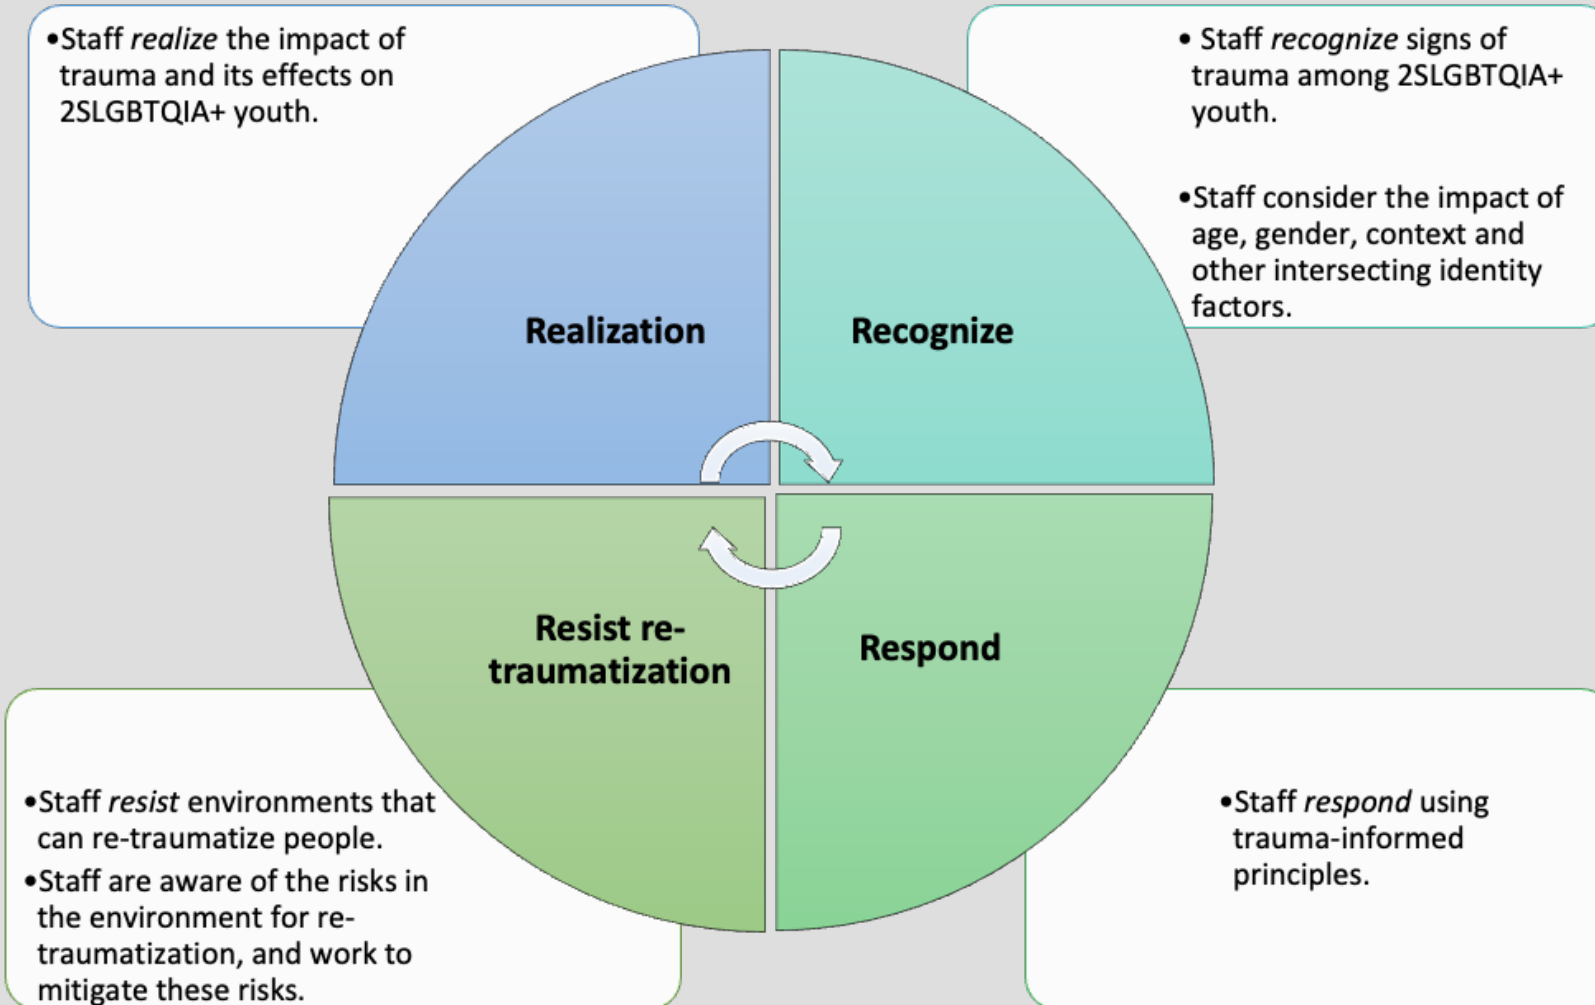 •Staff realize the impact of
trauma and its effects on
2SLGBTQIA+ youth.
• Staff recognize signs of
trauma among 2SLGBTQIA+
youth.
•Staff consider the impact of
age, gender, context and
other intersecting identity
factors.
Realization
Recognize
Resist re-
traumatization
Respond
•Staff resist environments that
can re-traumatize people.
•Staff are aware of the risks in
the environment for re-
traumatization, and work to
mitigate these risks.
•Staff respond using
trauma-informed
principles.